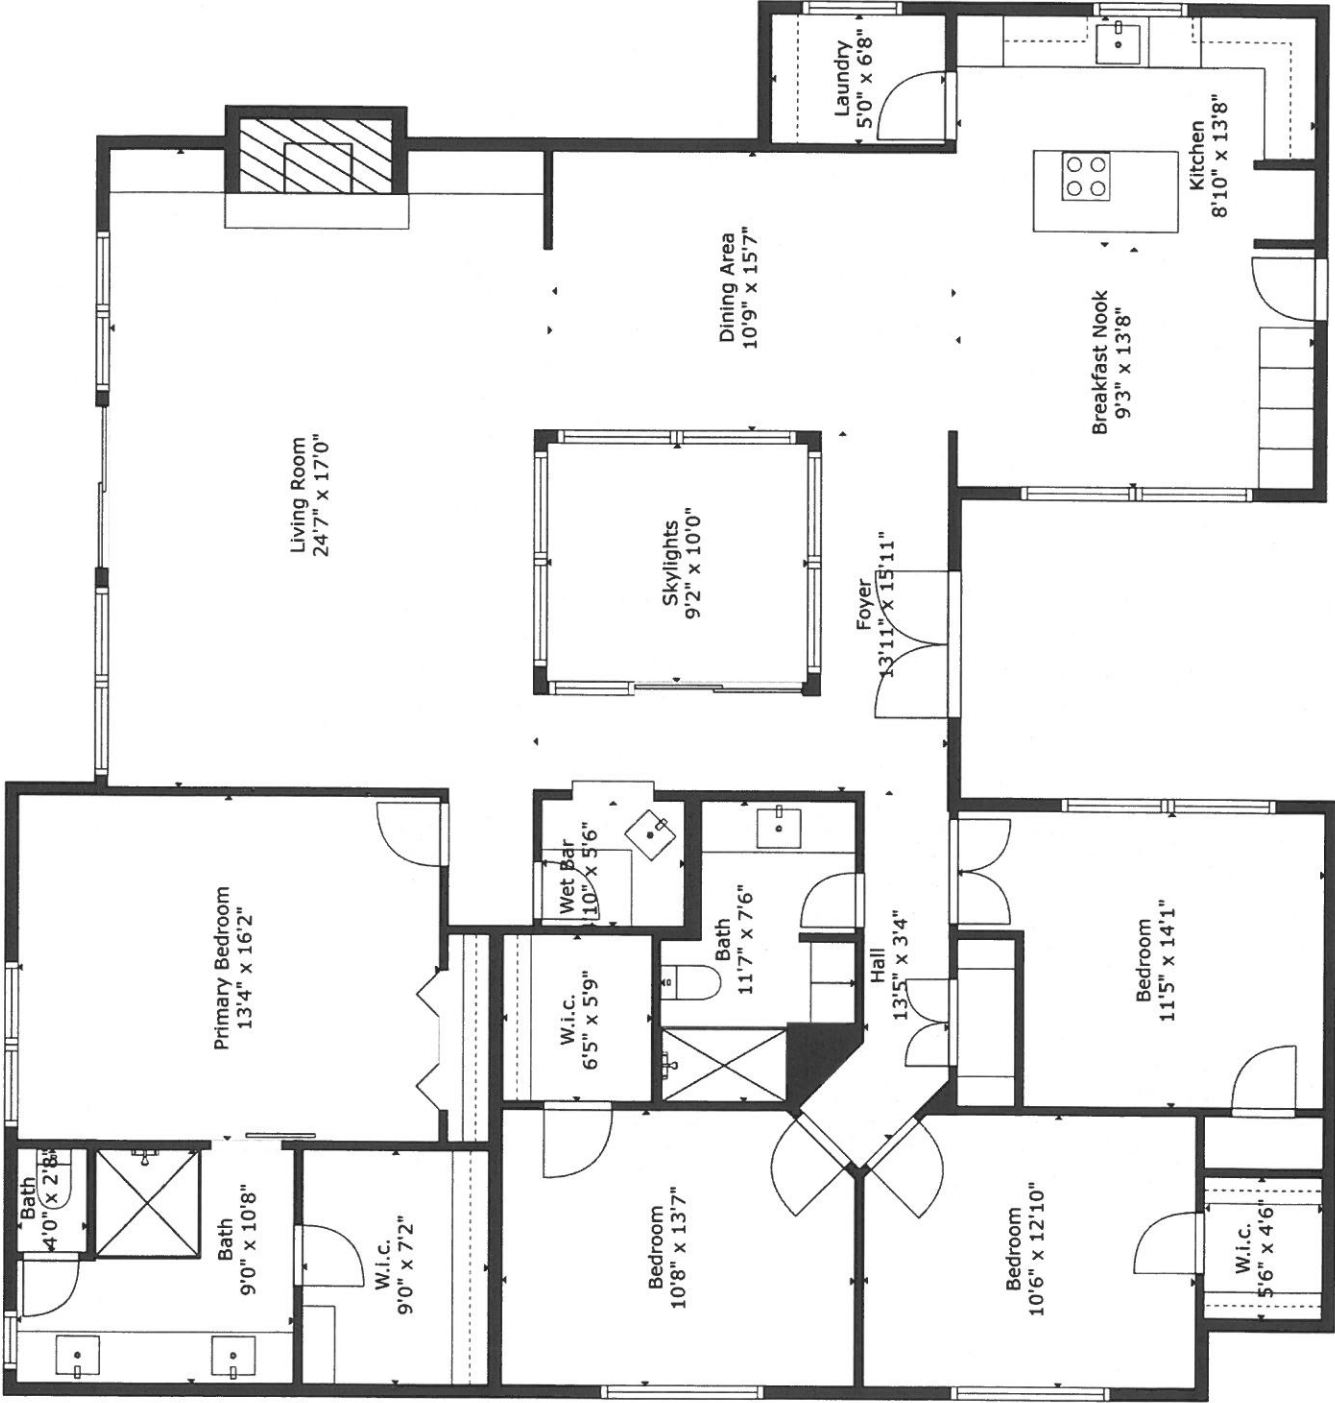 Laundry
5'0" x 6'8"
Kitchen
8'10" x 13'8"
Dining Area
10'9" x 15'7"
Breakfast Nook
9'3" x 13'8"
Living Room
24'7" x 17'0"
Skylights
9'2" x 10'0"
Foyer
13'11" x 15'11"
Wet Bar
'10" x 5'6"
Primary Bedroom
13'4" x 16'2"
Bath
11'7" x 7'6"
Hall
13'5" x 3'4"
Bedroom
11'5" x 14'1"
W.i.c.
6'5" x 5'9"
Bath
4'0" x 2'8"
Bath
9'0" x 10'8"
W.i.c.
9'0" x 7'2"
Bedroom
10'8" x 13'7"
Bedroom
10'6" x 12'10"
W.i.c.
5'6" x 4'6"